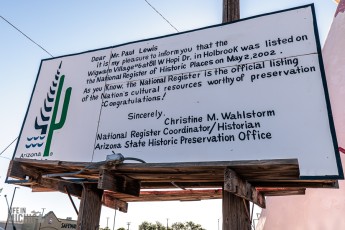 Dear Mr. Paul Lewis
It is my pleasure to inform you that the
Wigwam Village #6 at 811 W Hopi Dr. in Holbrook was listed on
the National Register of Historic Places on May 2, 2002.
As you Know, the National Register is the official listing
of the Nation's cultural resources worthy of preservation
Congratulations!
Sincerely,
Christine M. Wahlstorm
National Register Coordinator/Historian
Arizona State Historic Preservation Office
Arizona